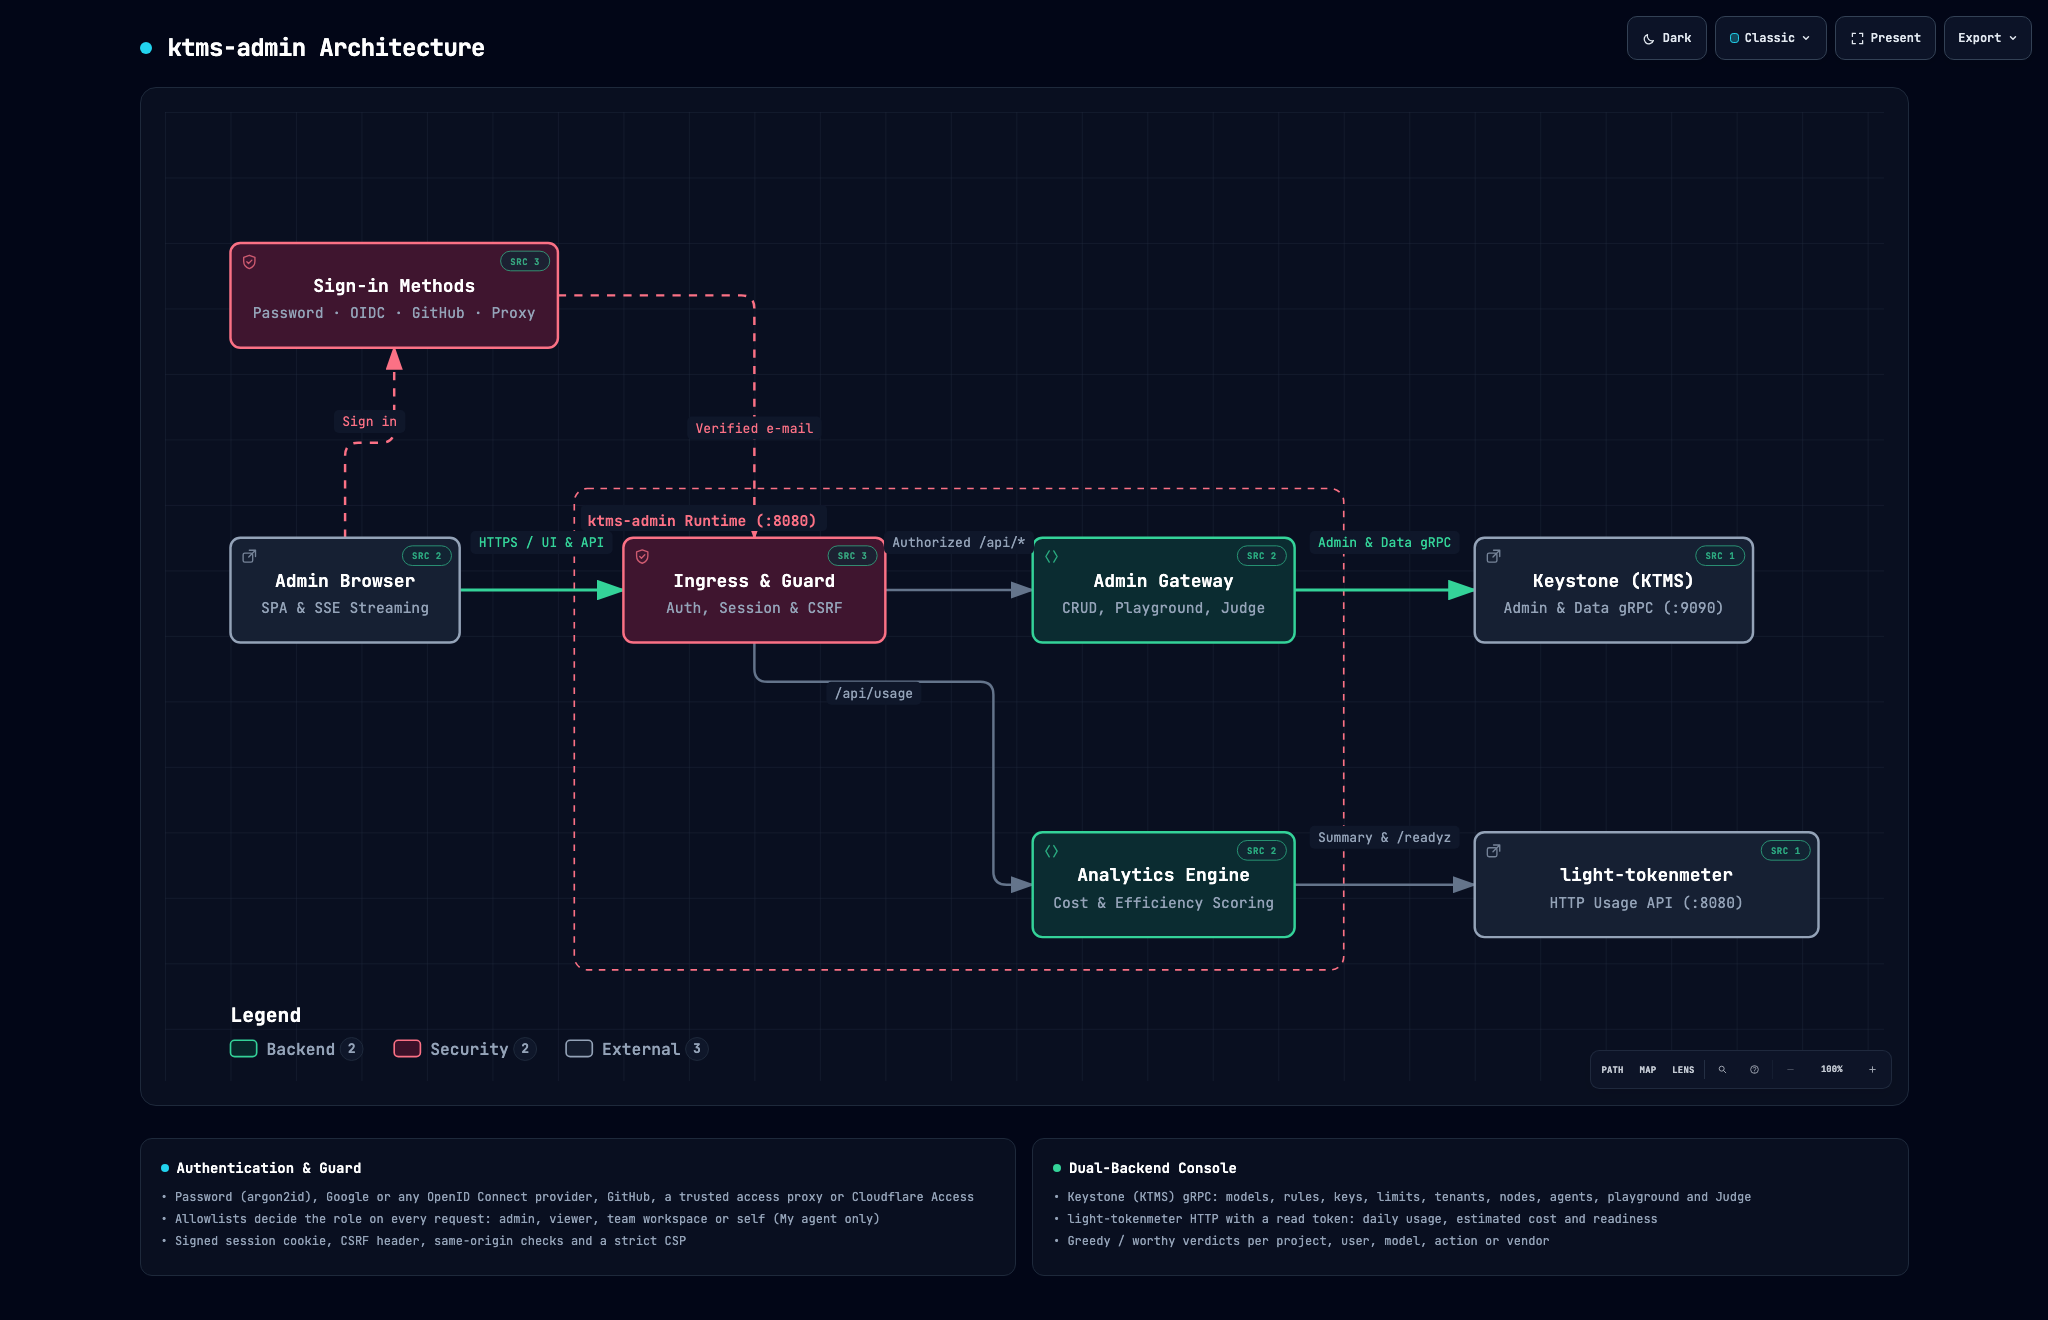 ktms-admin Architecture
Dark
Classic
Present
Export
SRC 3
Sign-in Methods
Password · OIDC · GitHub · Proxy
Sign in
Verified e-mail
ktms-admin Runtime (:8080)
HTTPS / UI & API
Authorized /api/*
Admin & Data gRPC
SRC 2
Admin Browser
SPA & SSE Streaming
SRC 3
Ingress & Guard
Auth, Session & CSRF
SRC 2
Admin Gateway
CRUD, Playground, Judge
SRC 1
Keystone (KTMS)
Admin & Data gRPC (:9090)
/api/usage
SRC 2
Analytics Engine
Cost & Efficiency Scoring
Summary & /readyz
SRC 1
light-tokenmeter
HTTP Usage API (:8080)
Legend
Backend 2
Security 2
External 3
PATH MAP LENS
− 100% +
Authentication & Guard
• Password (argon2id), Google or any OpenID Connect provider, GitHub, a trusted access proxy or Cloudflare Access
• Allowlists decide the role on every request: admin, viewer, team workspace or self (My agent only)
• Signed session cookie, CSRF header, same-origin checks and a strict CSP
Dual-Backend Console
• Keystone (KTMS) gRPC: models, rules, keys, limits, tenants, nodes, agents, playground and Judge
• light-tokenmeter HTTP with a read token: daily usage, estimated cost and readiness
• Greedy / worthy verdicts per project, user, model, action or vendor